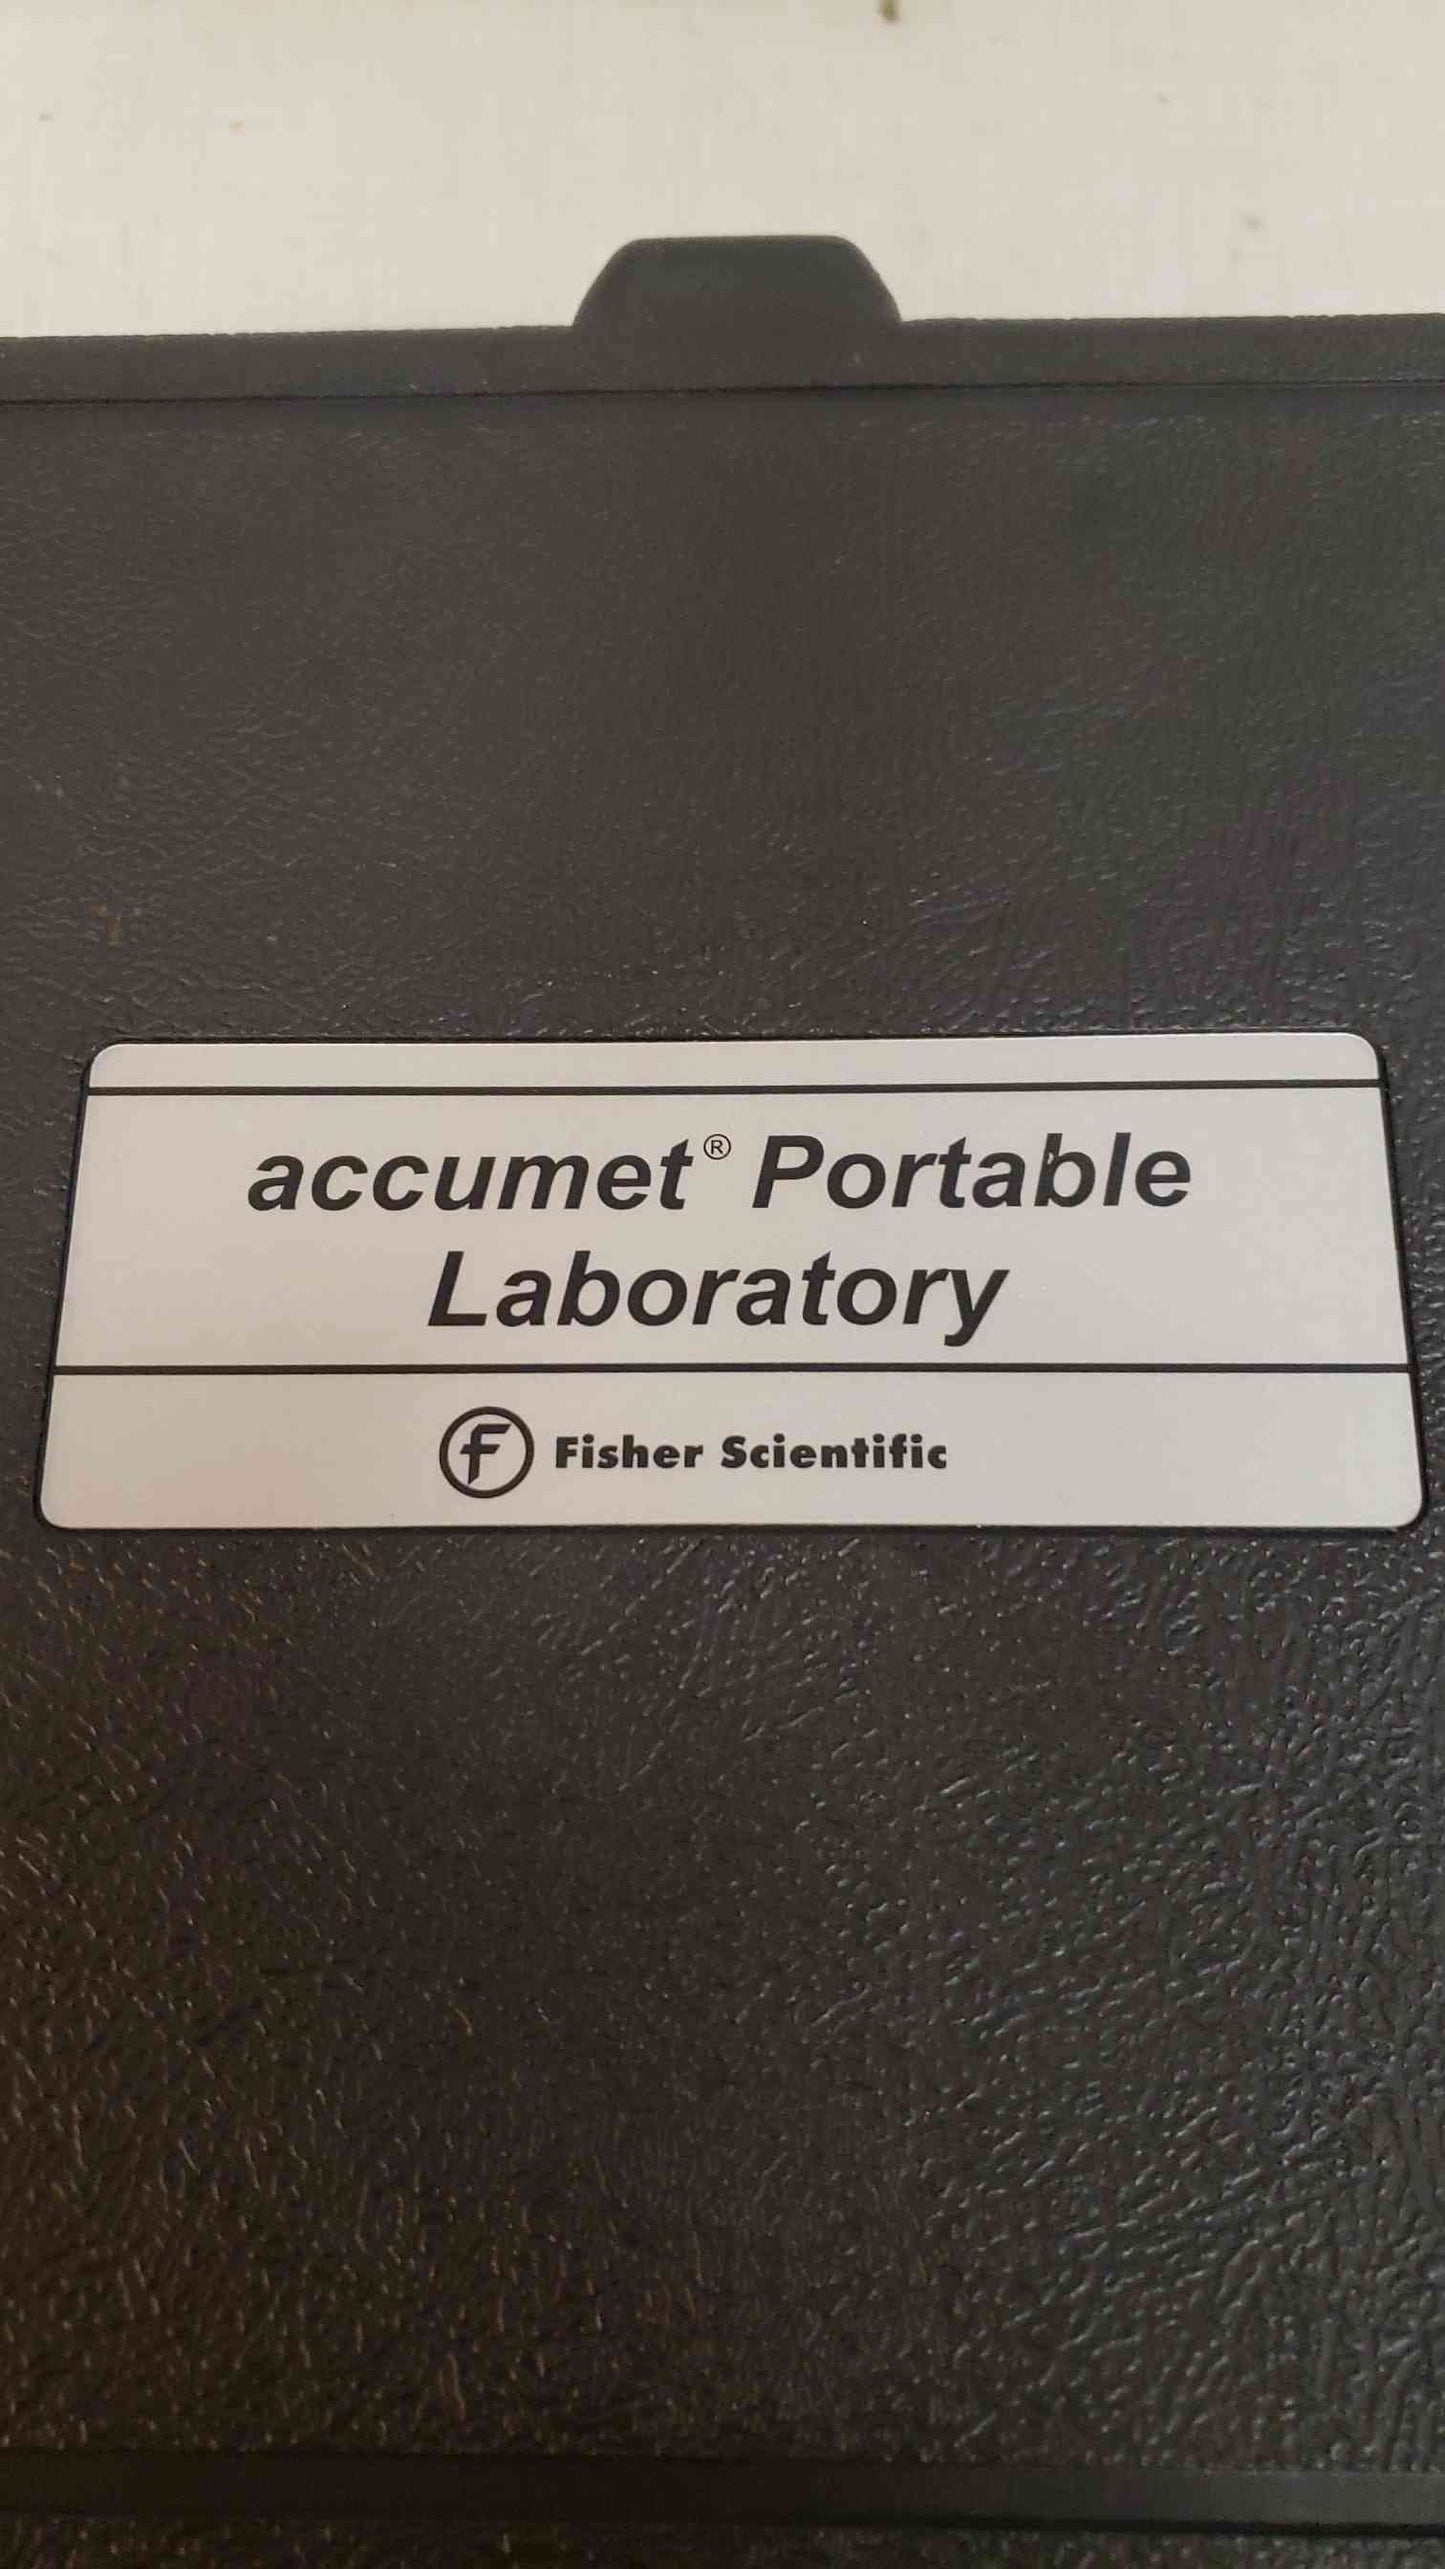 accumet® Portable
Laboratory
Fisher Scientific